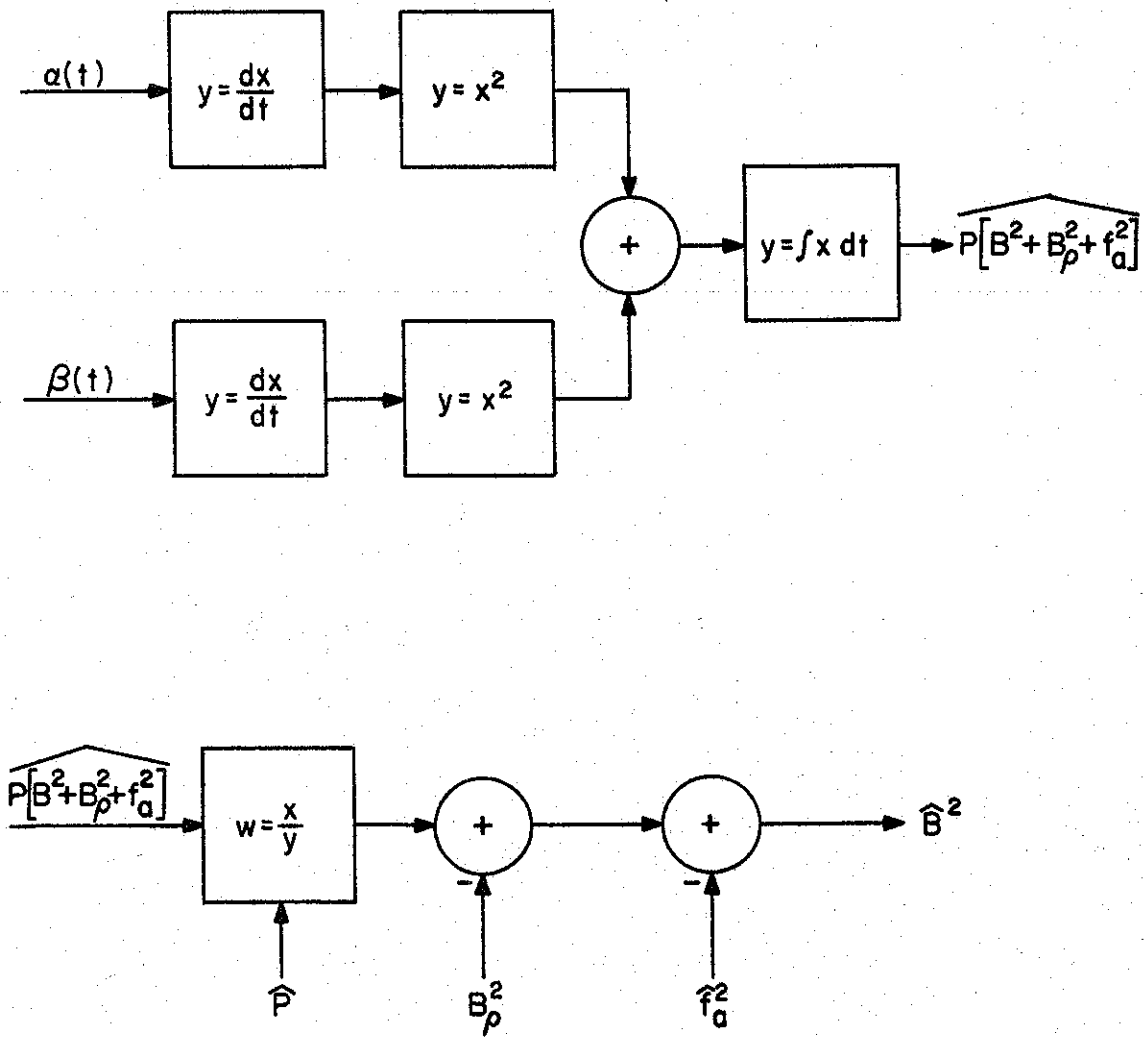 α(t)
y = dx/dt
y = x²
+
y = ∫x dt
P[B² + B_ρ² + f_a²]^
β(t)
y = dx/dt
y = x²
P[B² + B_ρ² + f_a²]^
w = x/y
+
+
B̂²
-
-
P̂
B_ρ²
f̂_a²